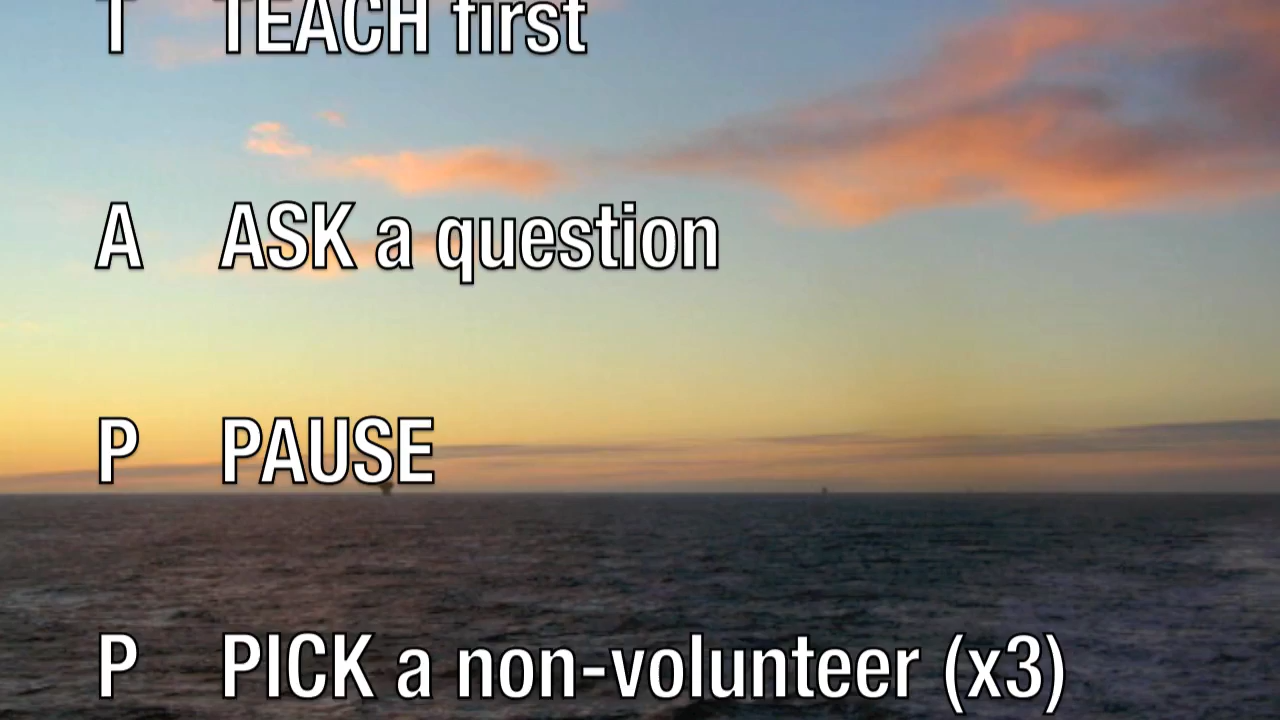 T TEACH first
A ASK a question
P PAUSE
P PICK a non-volunteer (x3)